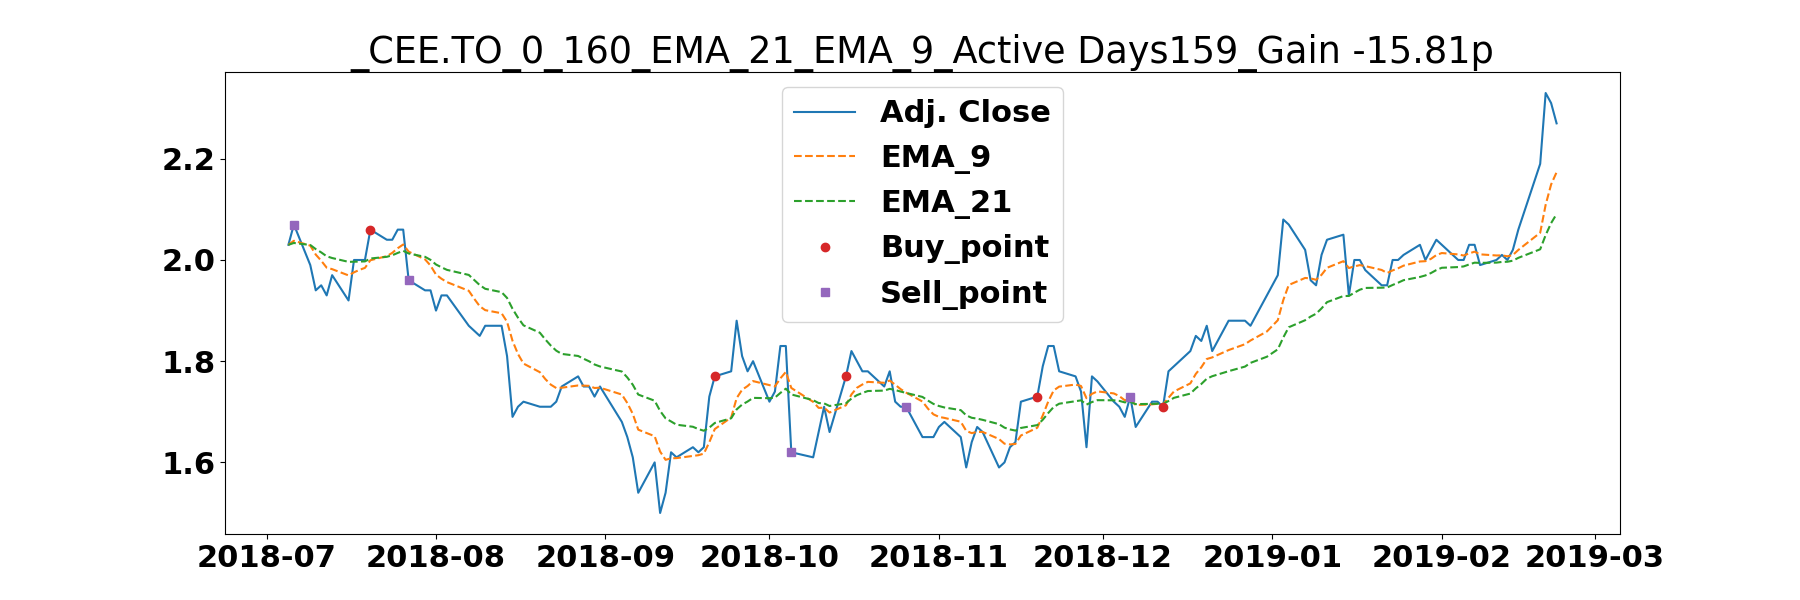 _CEE.TO_0_160_EMA_21_EMA_9_Active Days159_Gain -15.81p
Adj. Close
EMA_9
EMA_21
Buy_point
Sell_point
2.2
2.0
1.8
1.6
2018-07 2018-08 2018-09 2018-10 2018-11 2018-12 2019-01 2019-02 2019-03